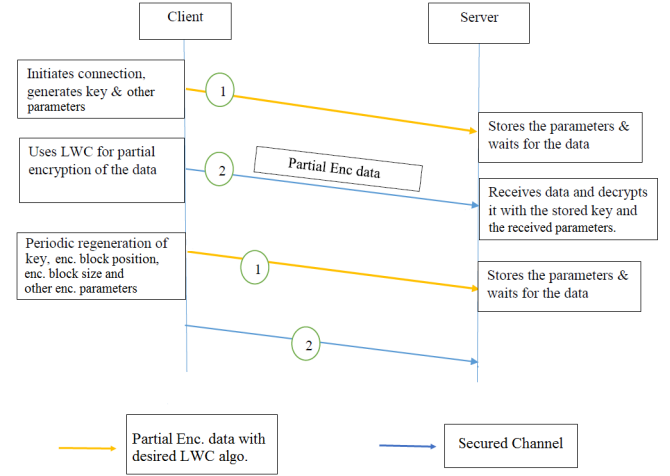 Client
Server
Initiates connection,
generates key & other
parameters
1
Stores the parameters &
waits for the data
Uses LWC for partial
encryption of the data
2
Partial Enc data
Receives data and decrypts
it with the stored key and
the received parameters.
Periodic regeneration of
key, enc. block position,
enc. block size and
other enc. parameters
1
Stores the parameters &
waits for the data
2
Partial Enc. data with
desired LWC algo.
Secured Channel